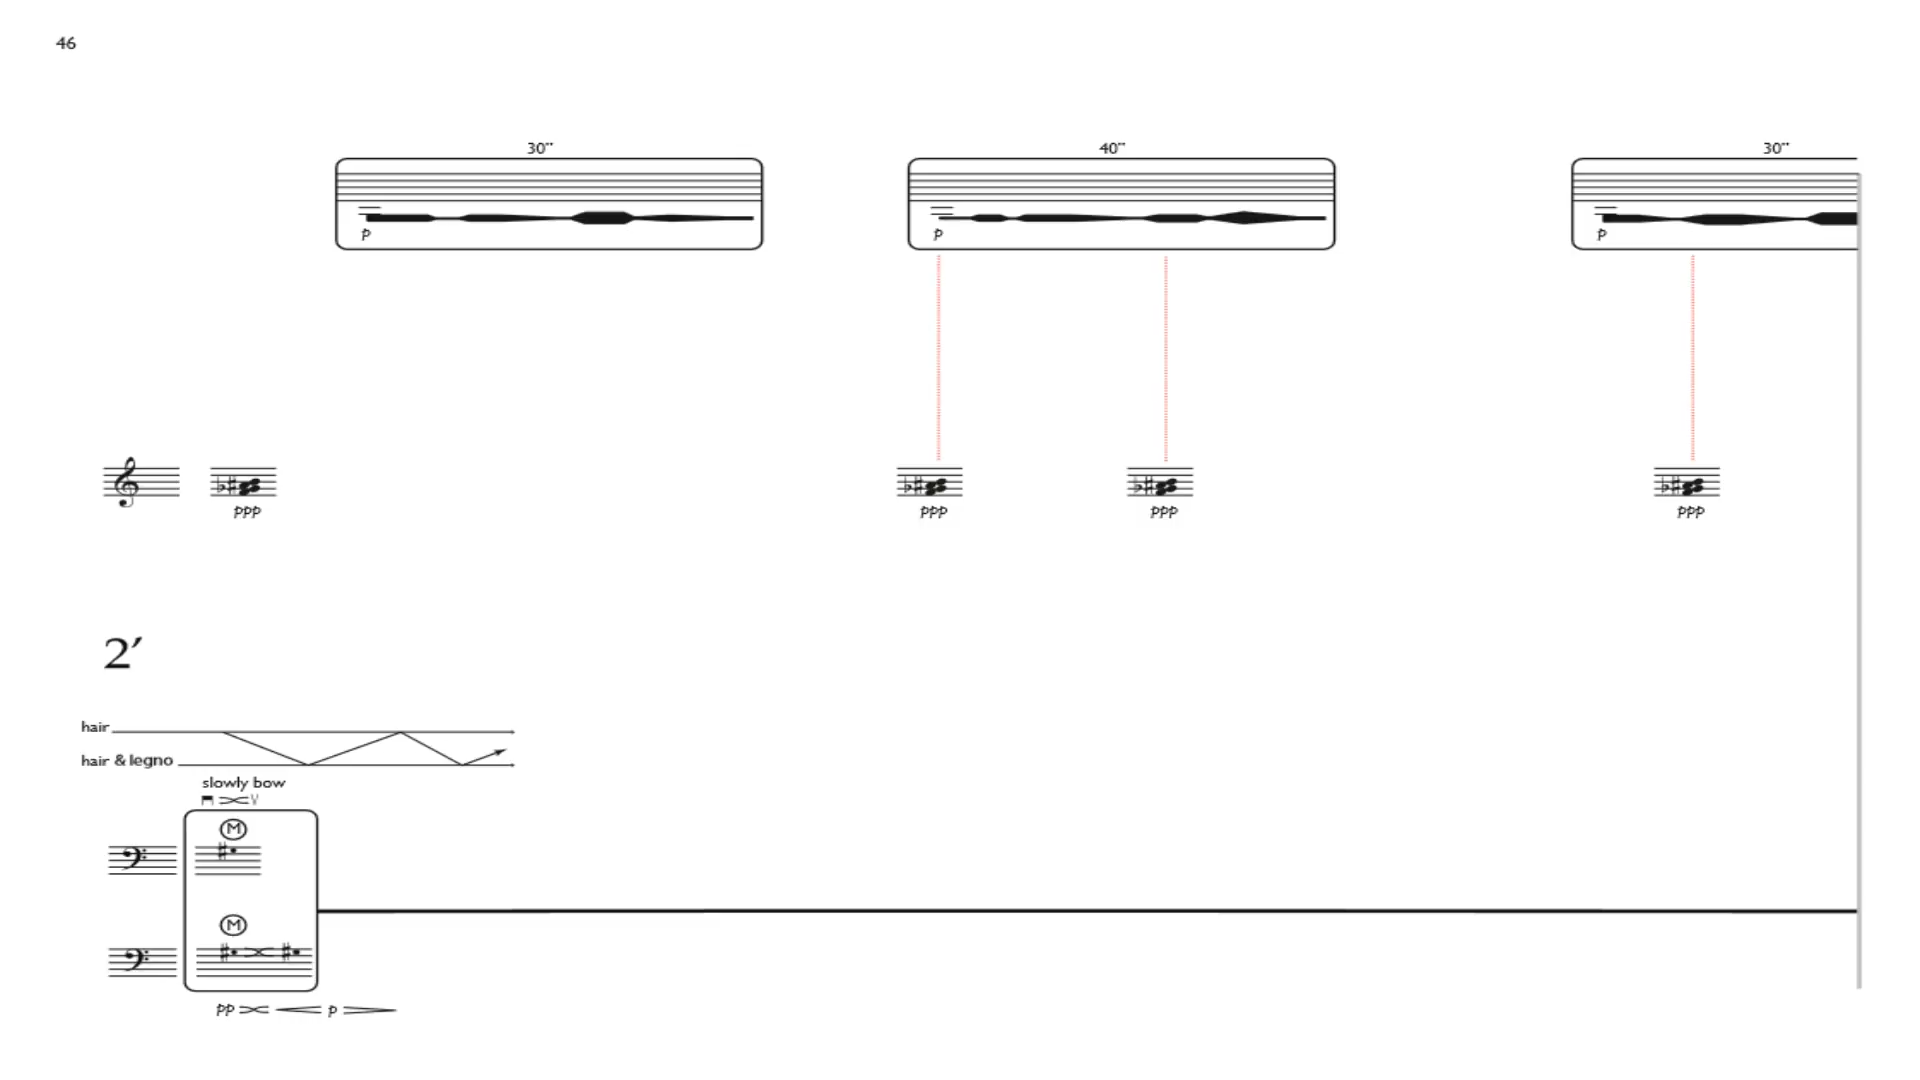 46
30"
40"
30"
p
p
p
ppp
ppp
ppp
ppp
2′
hair
hair & legno
slowly bow
M
M
pp
p